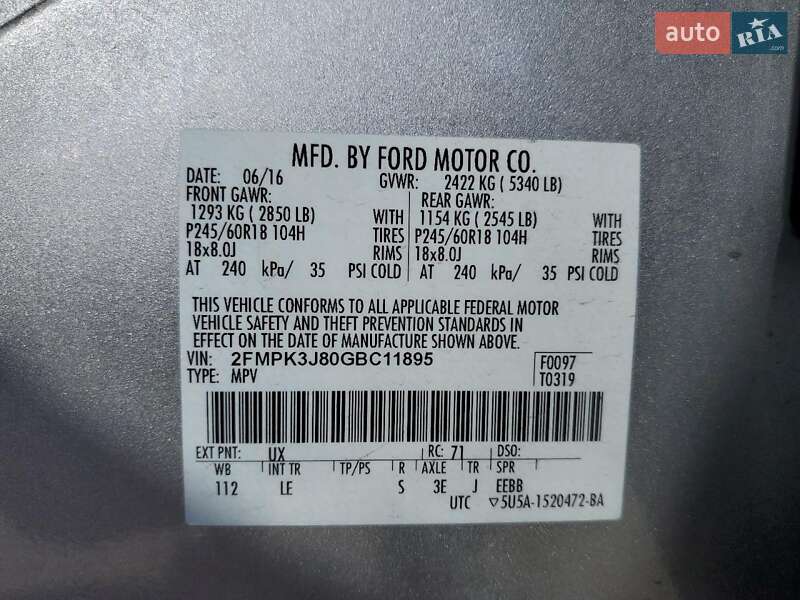 auto RIA .com
MFD. BY FORD MOTOR CO.
DATE: 06/16 GVWR: 2422 KG ( 5340 LB)
FRONT GAWR: REAR GAWR:
1293 KG ( 2850 LB) WITH 1154 KG ( 2545 LB) WITH
P245/60R18 104H TIRES P245/60R18 104H TIRES
18x8.0J RIMS 18x8.0J RIMS
AT 240 kPa/ 35 PSI COLD AT 240 kPa/ 35 PSI COLD
THIS VEHICLE CONFORMS TO ALL APPLICABLE FEDERAL MOTOR
VEHICLE SAFETY AND THEFT PREVENTION STANDARDS IN
EFFECT ON THE DATE OF MANUFACTURE SHOWN ABOVE.
VIN: 2FMPK3J80GBC11895 F0097
TYPE: MPV T0319
EXT PNT: UX RC: 71 DSO:
WB INT TR TP/PS R AXLE TR SPR
112 LE S 3E J EEBB
UTC ▽5U5A-1520472-BA